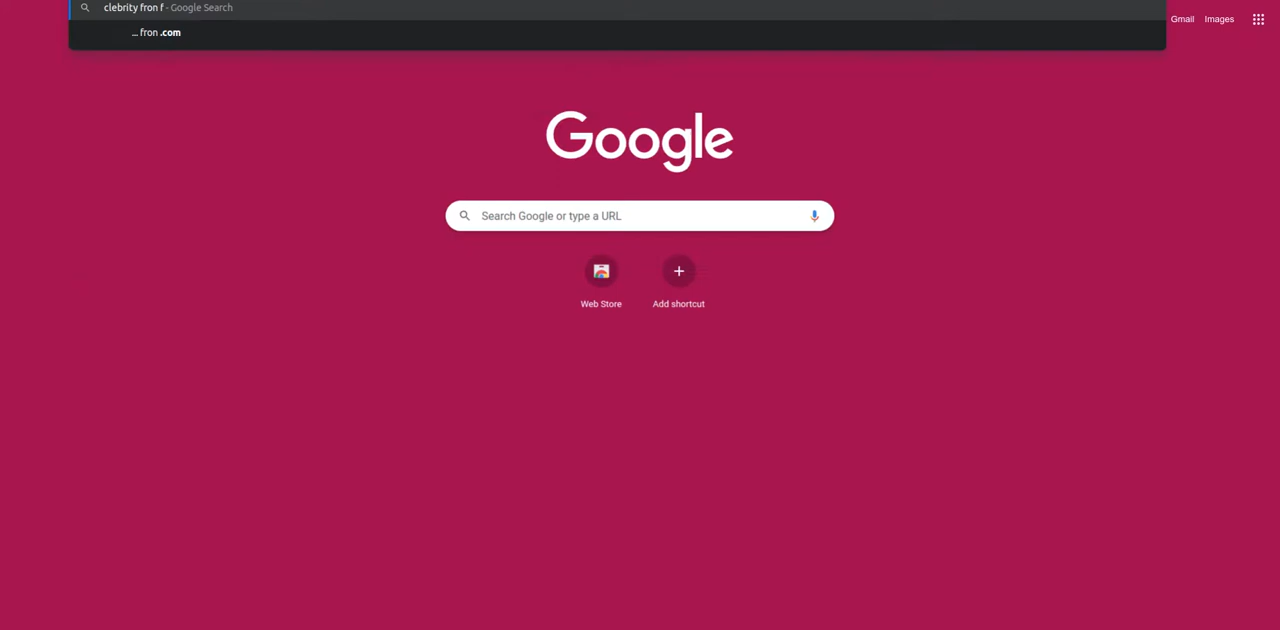 clebrity fron f - Google Search
... fron .com
Gmail Images
Google
Search Google or type a URL
Web Store Add shortcut